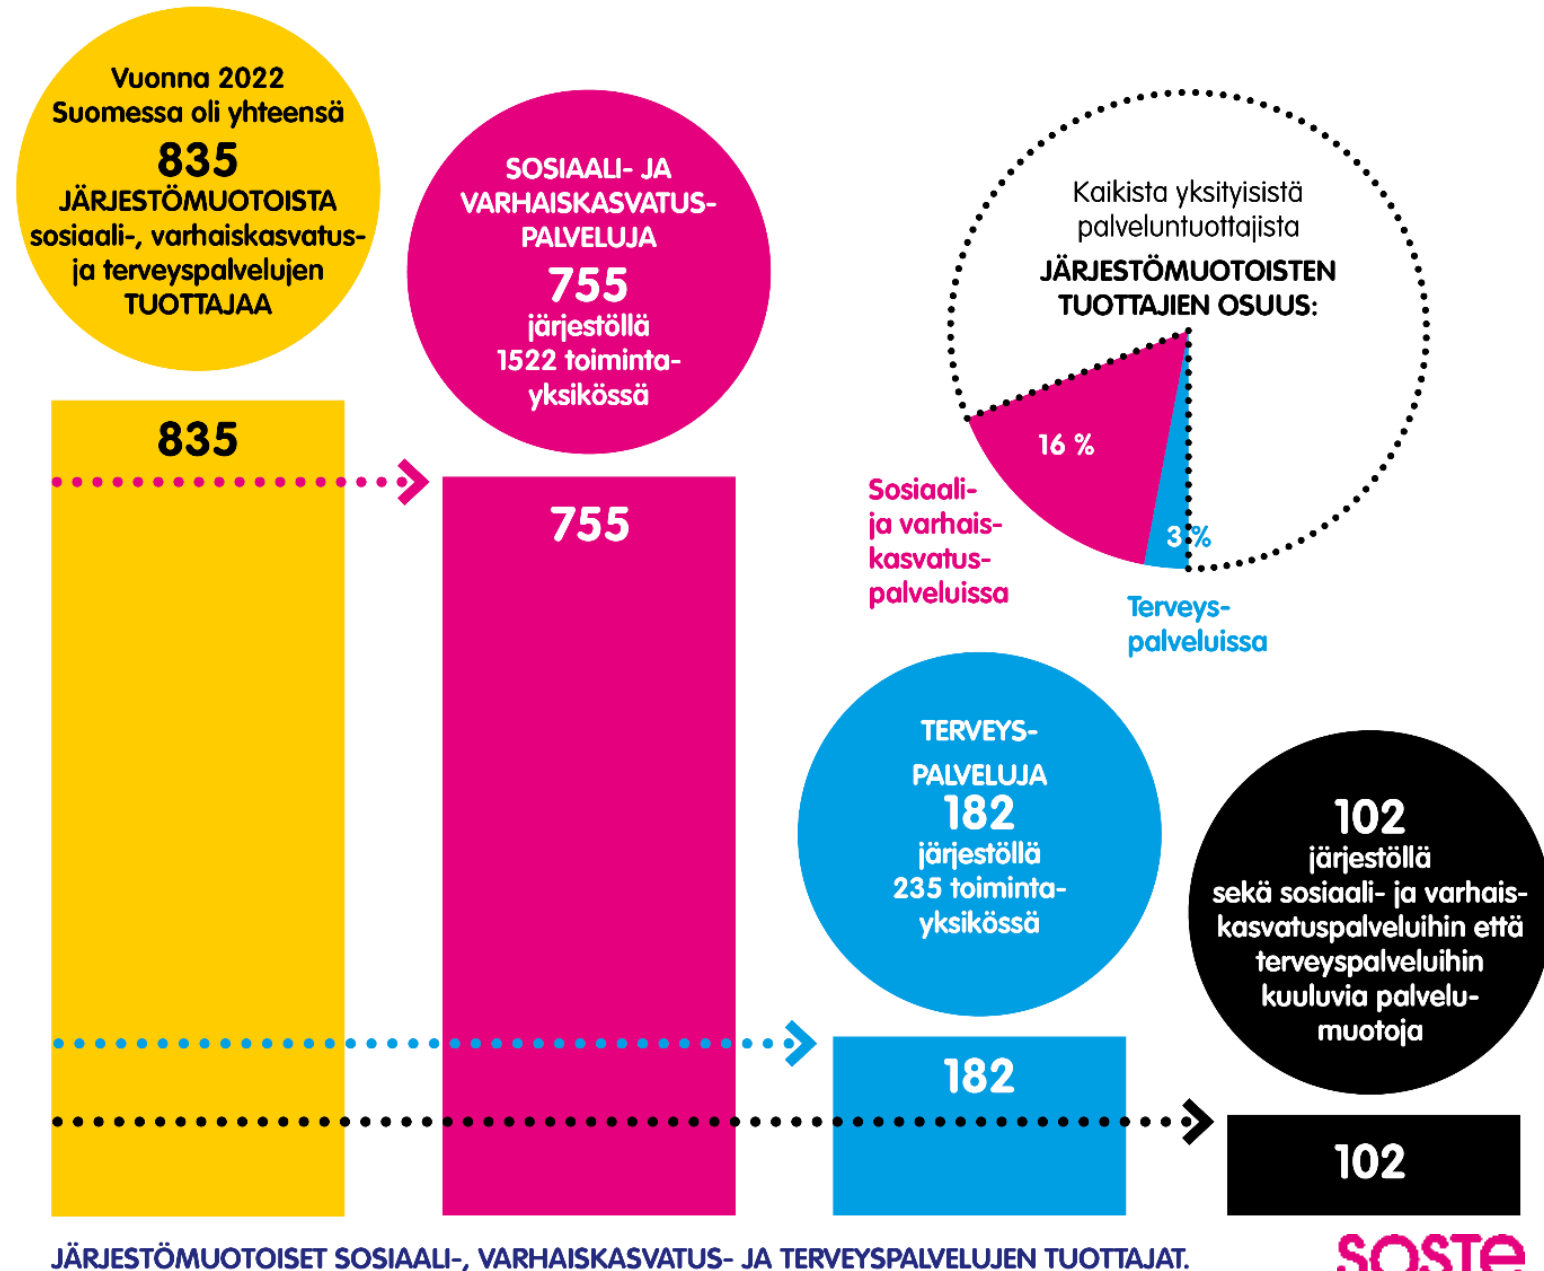 Vuonna 2022
Suomessa oli yhteensä
835
JÄRJESTÖMUOTOISTA
sosiaali-, varhaiskasvatus-
ja terveyspalvelujen
TUOTTAJAA
835
SOSIAALI- JA
VARHAISKASVATUS-
PALVELUJA
755
järjestöllä
1522 toiminta-
yksikössä
755
Kaikista yksityisistä
palveluntuottajista
JÄRJESTÖMUOTOISTEN
TUOTTAJIEN OSUUS:
16 %
3 %
Sosiaali-
ja varhais-
kasvatus-
palveluissa
Terveys-
palveluissa
TERVEYS-
PALVELUJA
182
järjestöllä
235 toiminta-
yksikössä
182
102
järjestöllä
sekä sosiaali- ja varhais-
kasvatuspalveluihin että
terveyspalveluihin
kuuluvia palvelu-
muotoja
102
JÄRJESTÖMUOTOISET SOSIAALI-, VARHAISKASVATUS- JA TERVEYSPALVELUJEN TUOTTAJAT.
soste